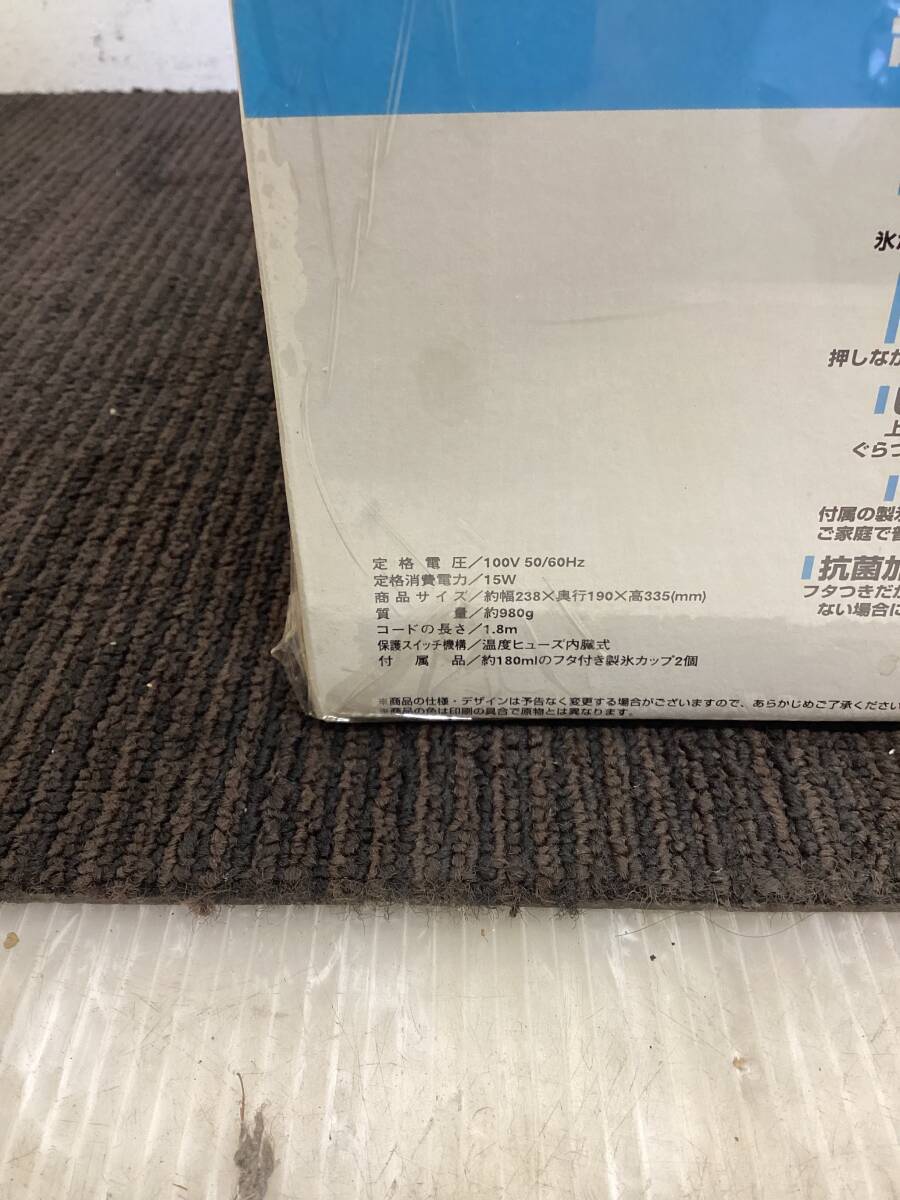 氷
押しなが
上
ぐらつ
付属の製氷
ご家庭で
抗菌加
フタつきだか
ない場合に
定格電圧／100V 50/60Hz
定格消費電力／15W
商品サイズ／約幅238×奥行190×高335(mm)
質量／約980g
コードの長さ／1.8m
保護スイッチ機構／温度ヒューズ内臓式
付属品／約180mlのフタ付き製氷カップ2個
※商品の仕様・デザインは予告なく変更する場合がございますので、あらかじめご了承ください
※商品の色は印刷の具合で原物とは異なります。